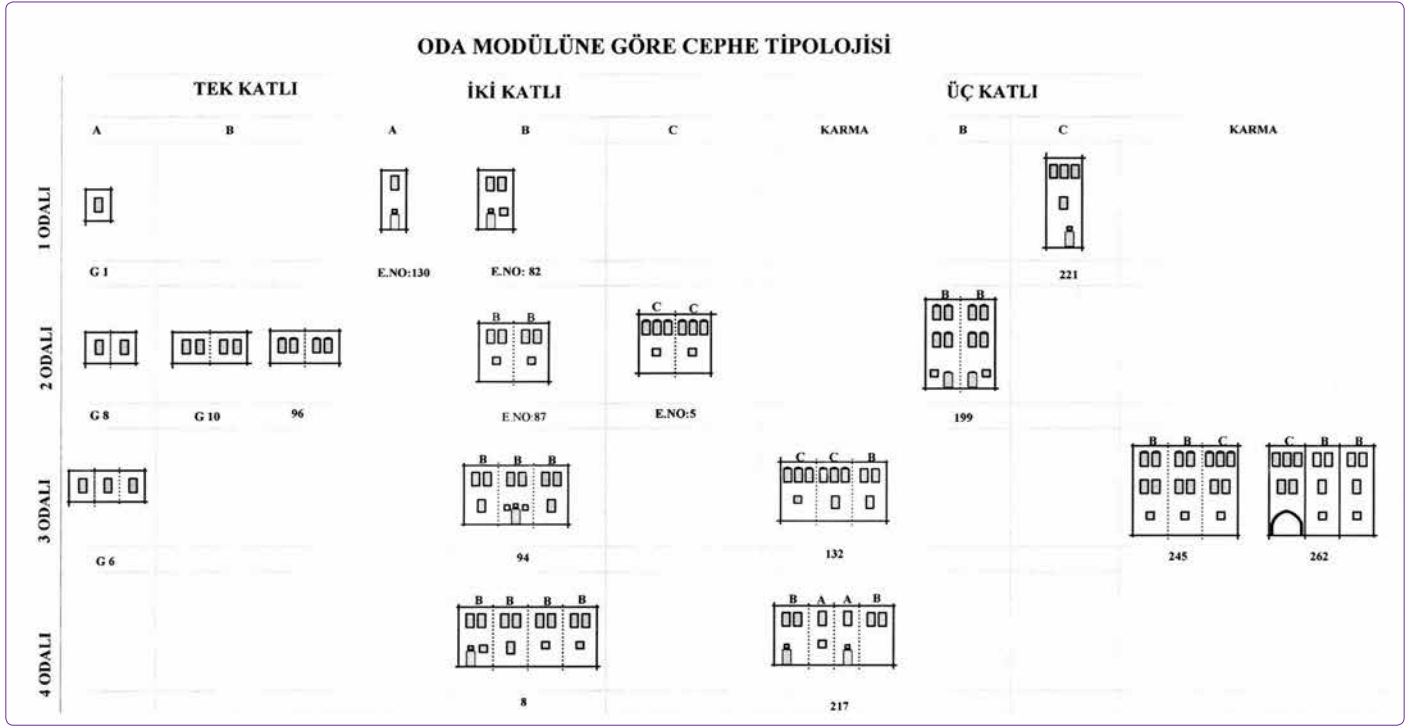 ODA MODÜLÜNE GÖRE CEPHE TİPOLOJİSİ
TEK KATLI İKİ KATLI ÜÇ KATLI
A B A B C KARMA B C KARMA
1 ODALI
G 1 E.NO:130 E.NO: 82 221
2 ODALI
B B C C B B
G 8 G 10 96 E.NO:87 E.NO:5 199
3 ODALI
B B B C C B B B C C B B
G 6 94 132 245 262
4 ODALI
B B B B B A A B
8 217